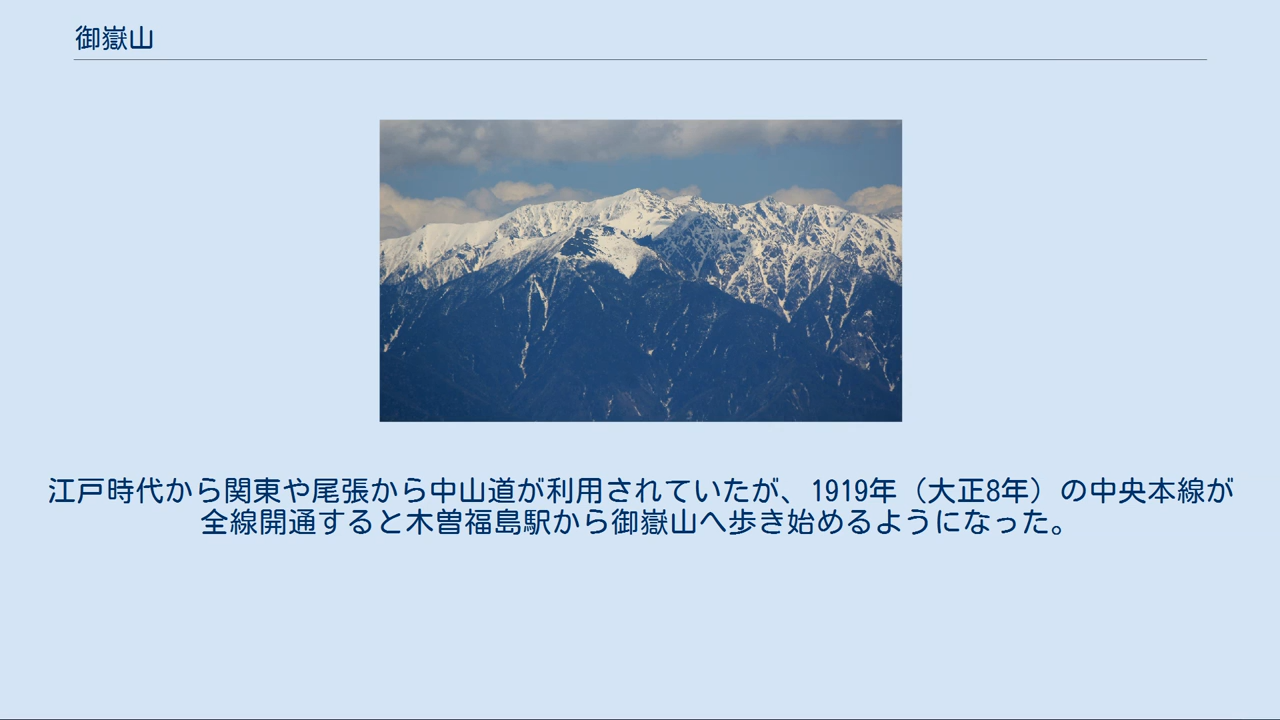 御嶽山
江戸時代から関東や尾張から中山道が利用されていたが、1919年（大正8年）の中央本線が
全線開通すると木曽福島駅から御嶽山へ歩き始めるようになった。